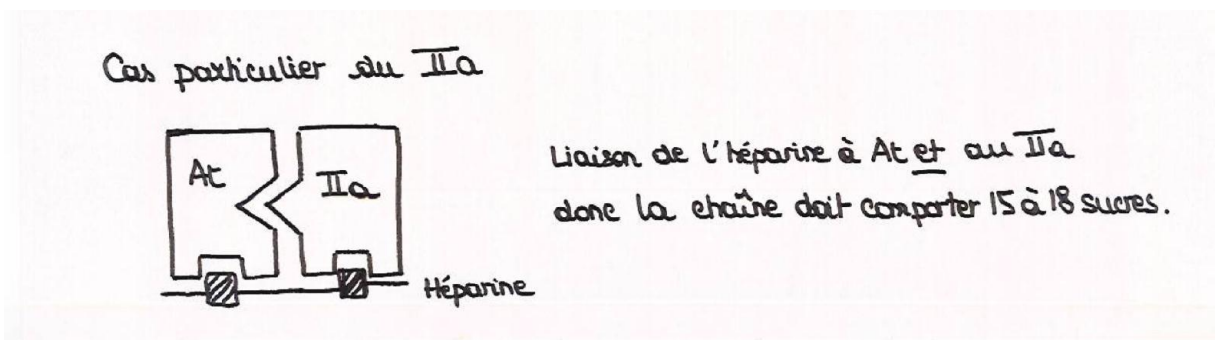 Cas particulier du IIa
At
IIa
Héparine
Liaison de l'héparine à At et au IIa
donc la chaîne doit comporter 15 à 18 sucres.